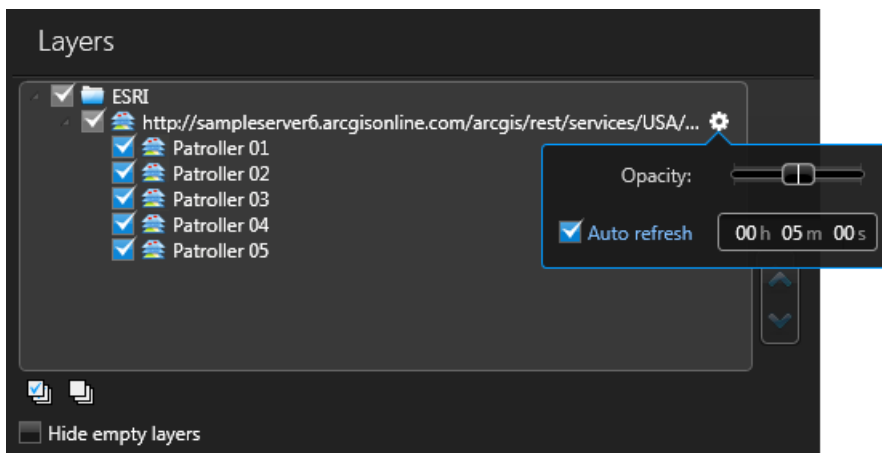 Layers
ESRI
http://sampleserver6.arcgisonline.com/arcgis/rest/services/USA/...
Patroller 01
Patroller 02
Patroller 03
Patroller 04
Patroller 05
Opacity:
Auto refresh 00h 05m 00s
Hide empty layers